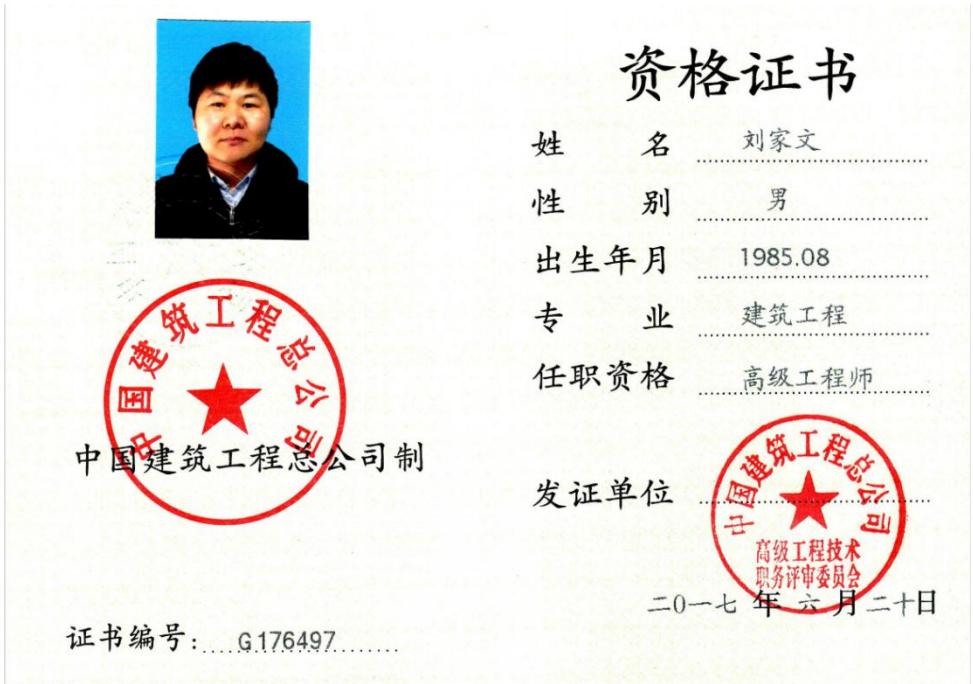 中国建筑工程总公司
中国建筑工程总公司制
证书编号：G176497
资格证书
姓名 刘家文
性别 男
出生年月 1985.08
专业 建筑工程
任职资格 高级工程师
发证单位
中国建筑工程总公司
高级工程技术
职务评审委员会
二0一七年六月二十日